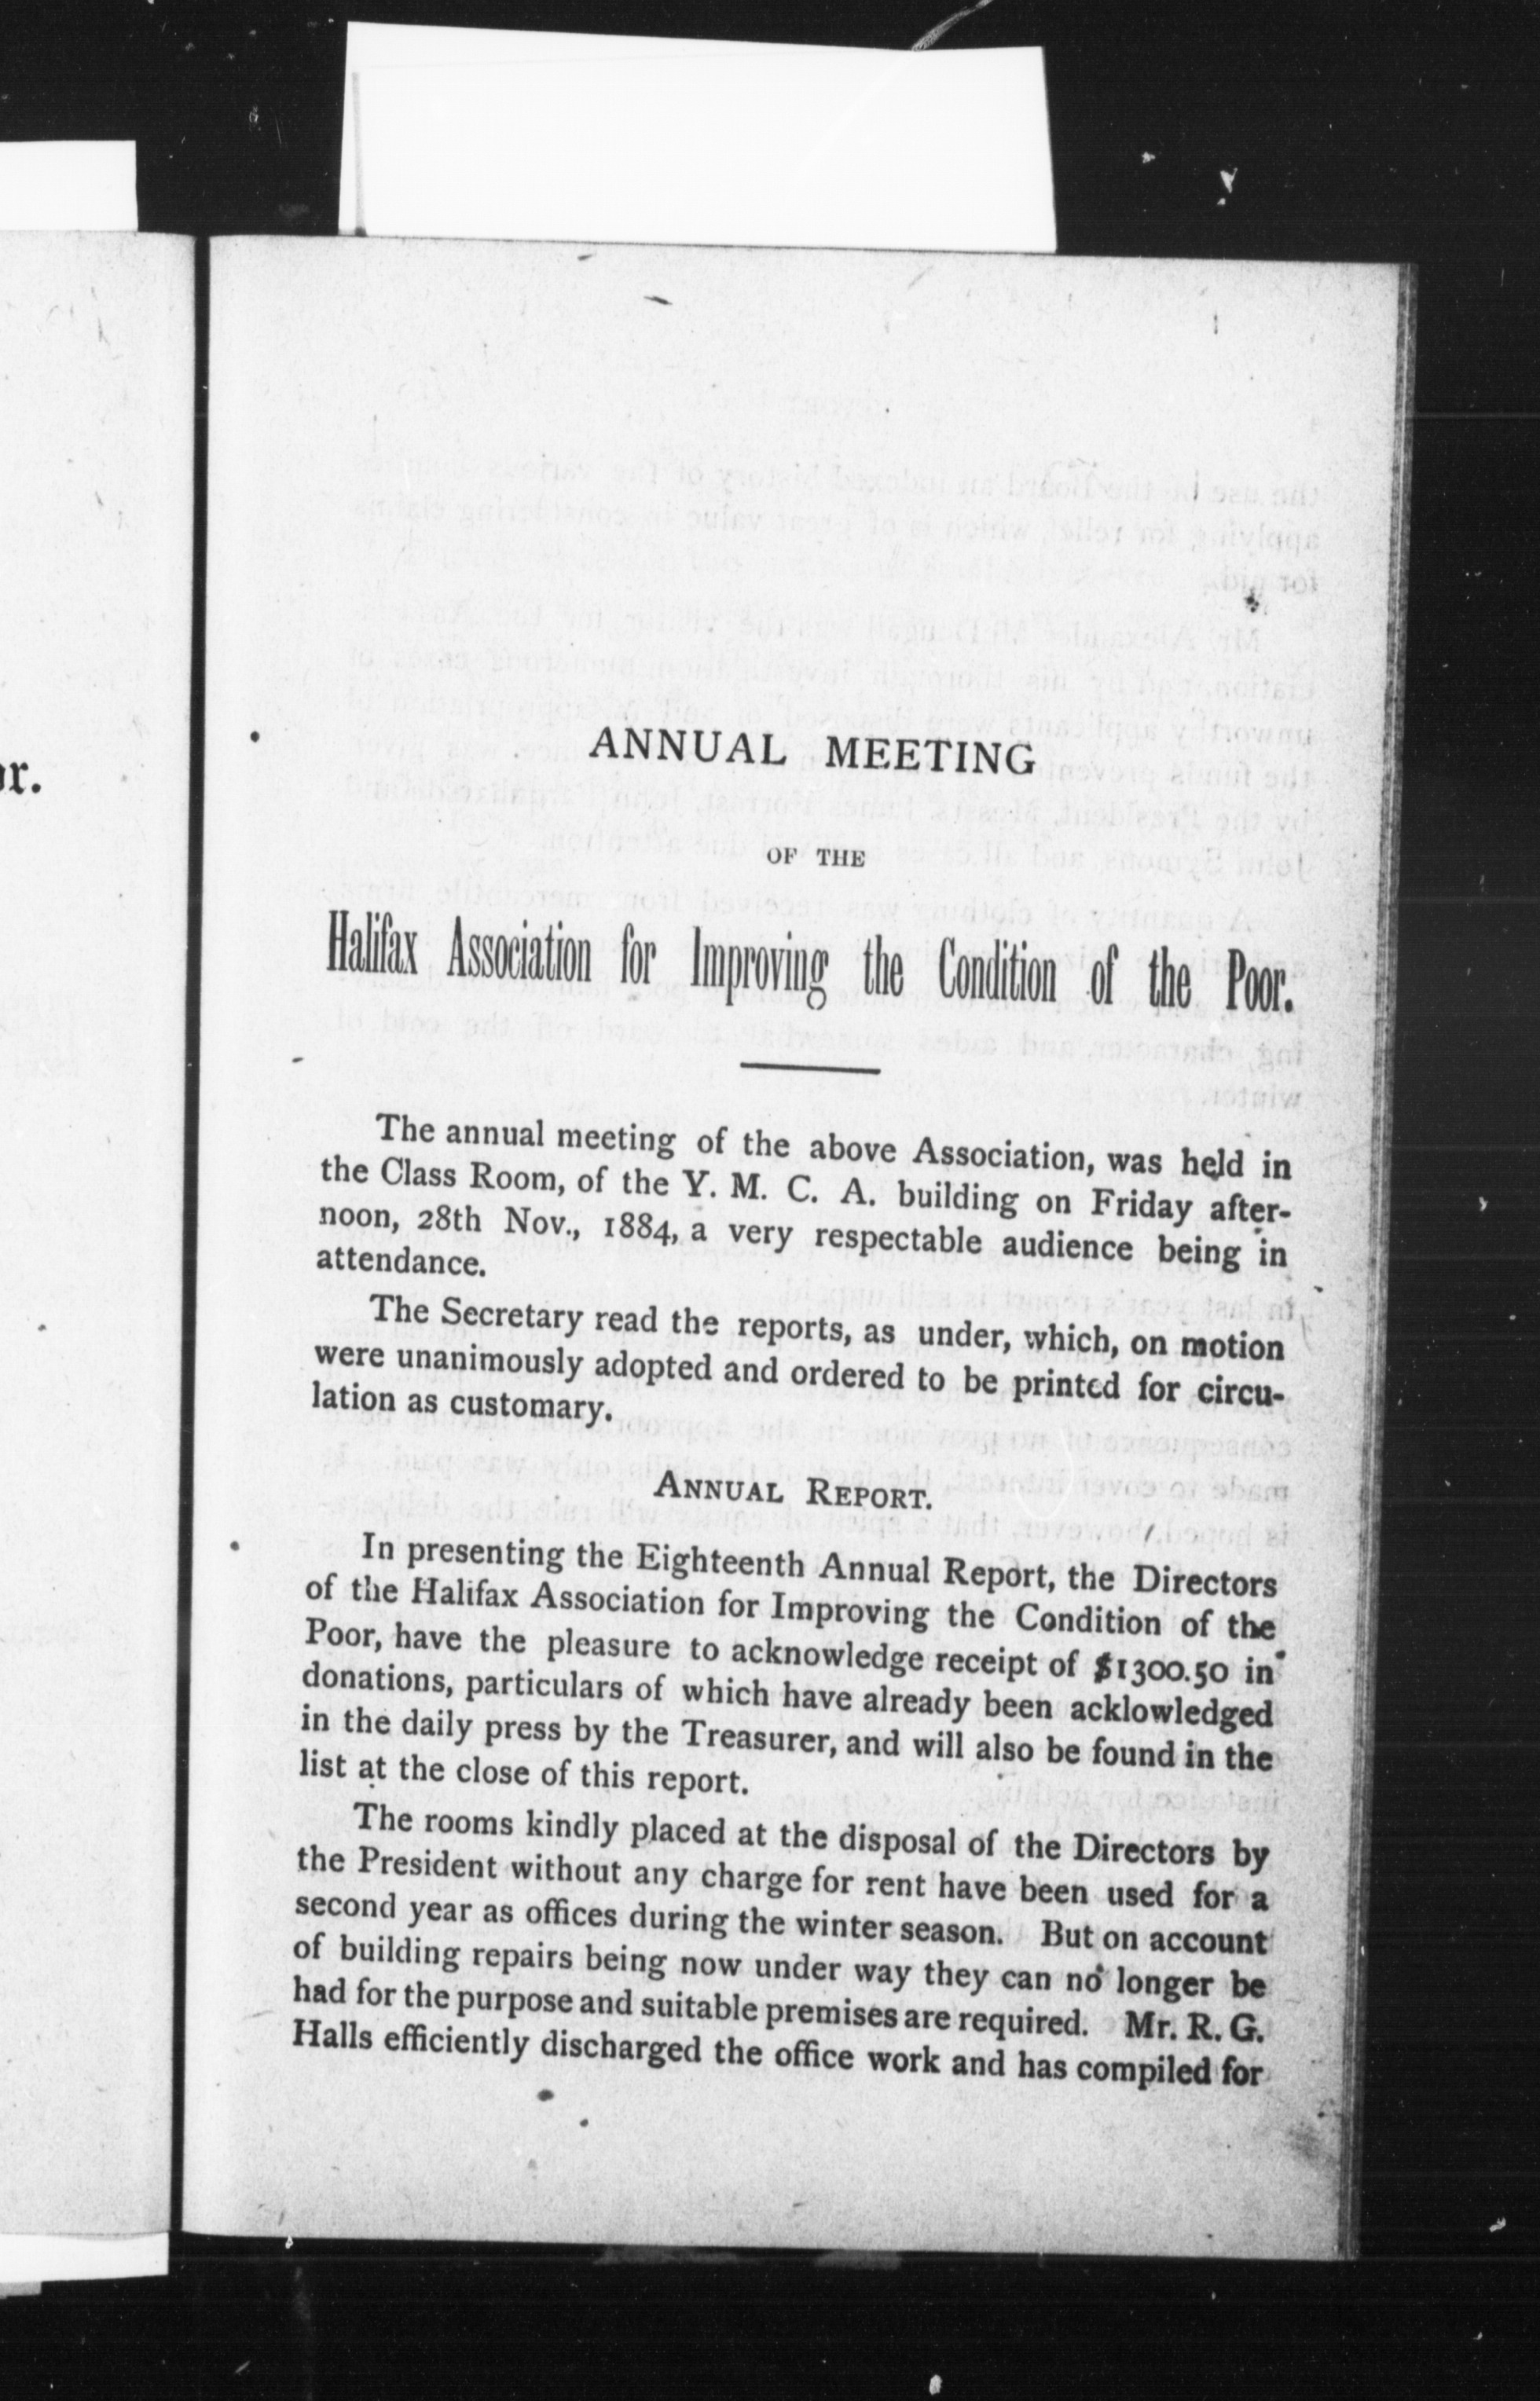 or.
ANNUAL MEETING
OF THE
Halifax Association for Improving the Condition of the Poor.
The annual meeting of the above Association, was held in
the Class Room, of the Y. M. C. A. building on Friday after-
noon, 28th Nov., 1884, a very respectable audience being in
attendance.
The Secretary read the reports, as under, which, on motion
were unanimously adopted and ordered to be printed for circu-
lation as customary.
ANNUAL REPORT.
In presenting the Eighteenth Annual Report, the Directors
of the Halifax Association for Improving the Condition of the
Poor, have the pleasure to acknowledge receipt of $1300.50 in
donations, particulars of which have already been acklowledged
in the daily press by the Treasurer, and will also be found in the
list at the close of this report.
The rooms kindly placed at the disposal of the Directors by
the President without any charge for rent have been used for a
second year as offices during the winter season. But on account
of building repairs being now under way they can no longer be
had for the purpose and suitable premises are required. Mr. R. G.
Halls efficiently discharged the office work and has compiled for